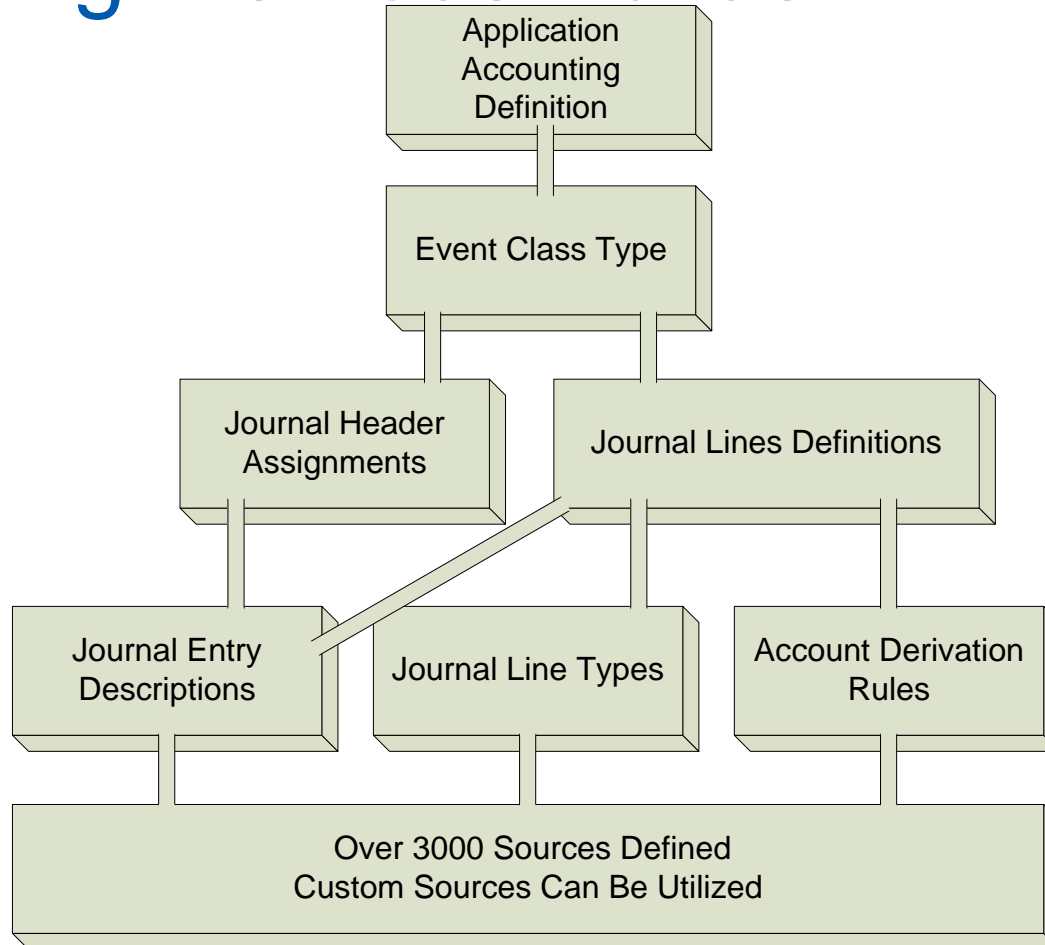 Application
Accounting
Definition
Event Class Type
Journal Header
Assignments
Journal Lines Definitions
Journal Entry
Descriptions
Journal Line Types
Account Derivation
Rules
Over 3000 Sources Defined
Custom Sources Can Be Utilized